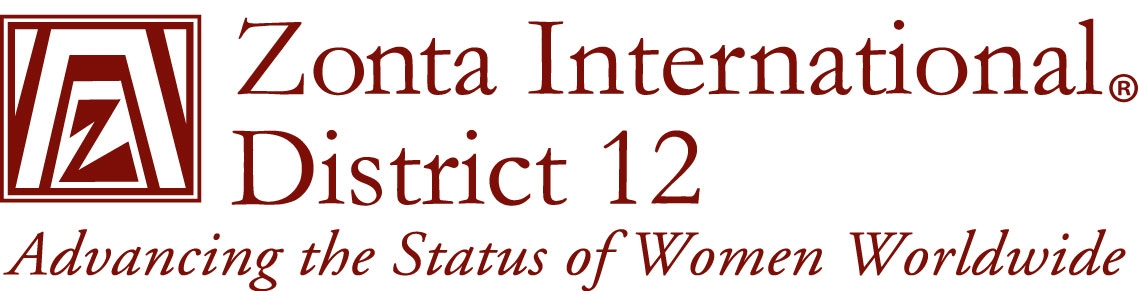 Zonta International®
District 12
Advancing the Status of Women Worldwide